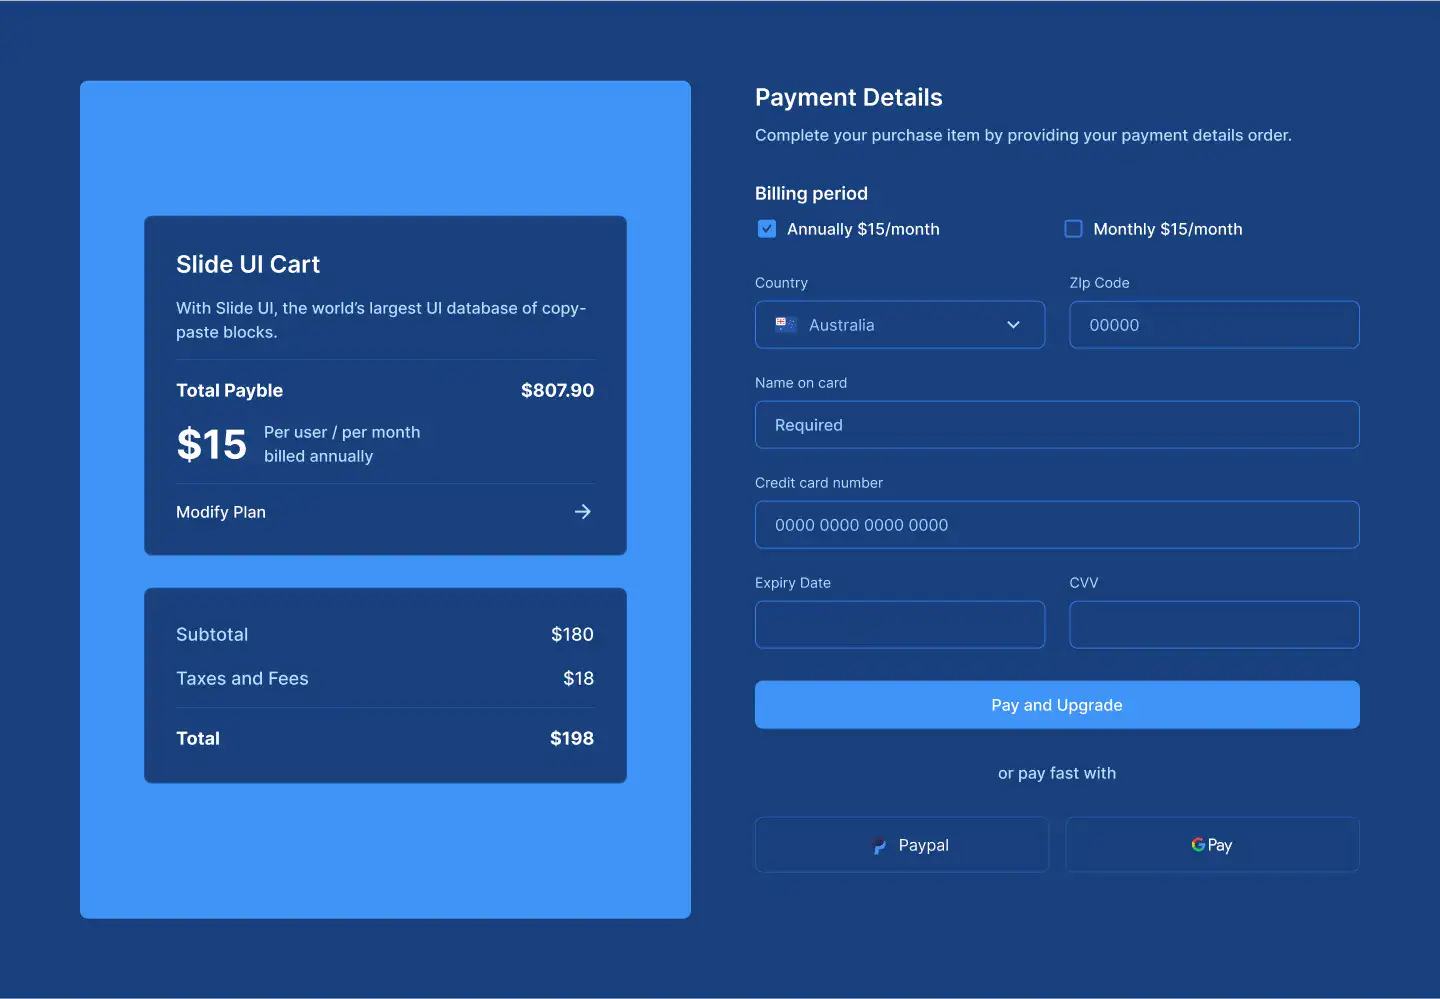 Slide UI Cart
With Slide UI, the world’s largest UI database of copy-
paste blocks.
Total Payble $807.90
$15 Per user / per month
billed annually
Modify Plan
Subtotal $180
Taxes and Fees $18
Total $198
Payment Details
Complete your purchase item by providing your payment details order.
Billing period
Annually $15/month Monthly $15/month
Country ZIp Code
Australia 00000
Name on card
Required
Credit card number
0000 0000 0000 0000
Expiry Date CVV
Pay and Upgrade
or pay fast with
Paypal G Pay